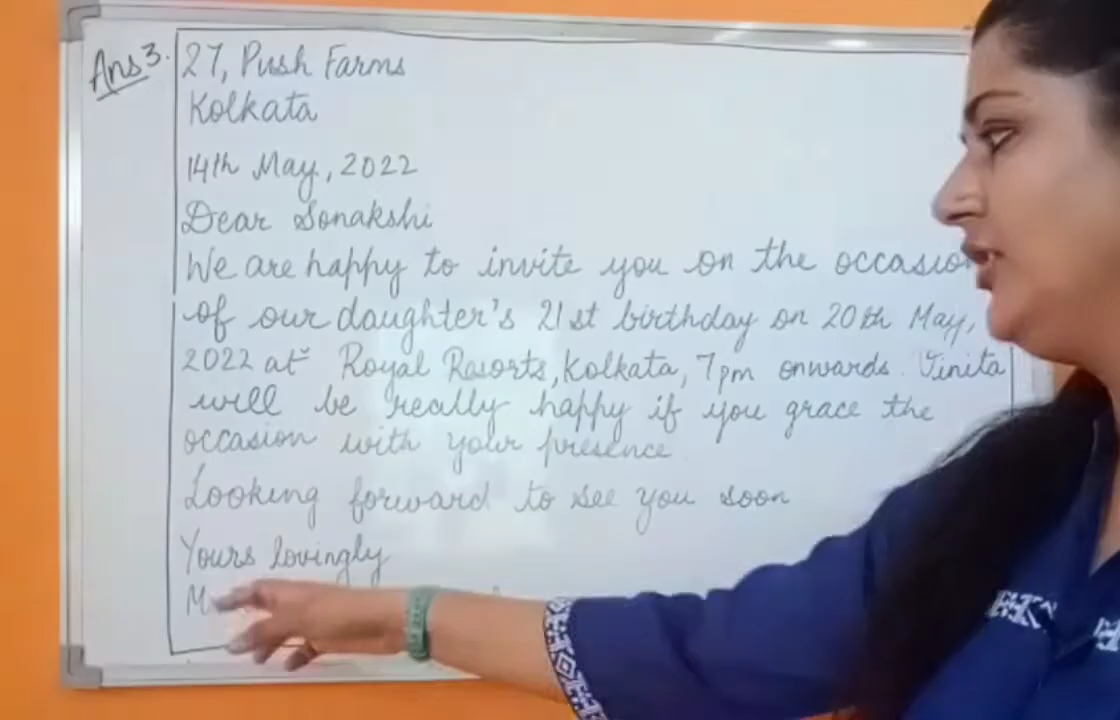 Ans 3.
27, Push Farms
Kolkata
14th May, 2022
Dear Sonakshi
We are happy to invite you on the occasion
of our daughter's 21st birthday on 20th May,
2022 at Royal Resorts, Kolkata, 7pm onwards. Vinita
will be really happy if you grace the
occasion with your presence
Looking forward to see you soon
Yours lovingly